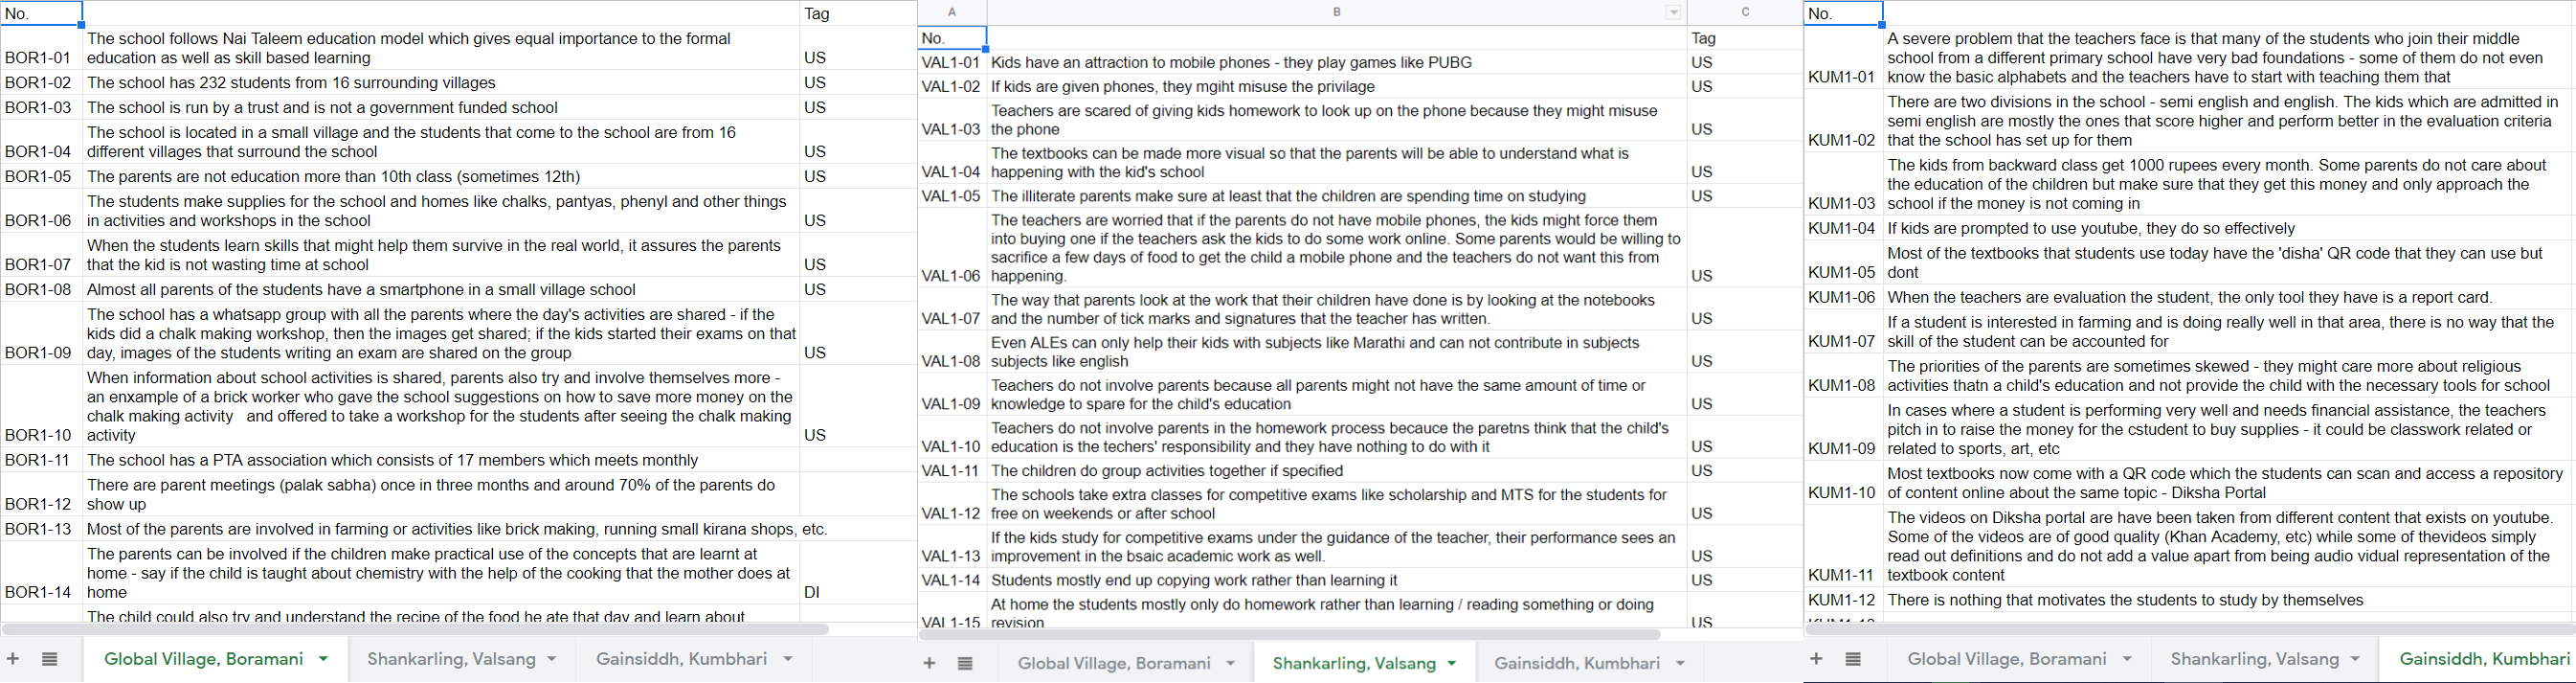 No.
Tag
The school follows Nai Taleem education model which gives equal importance to the formal
BOR1-01 education as well as skill based learning US
BOR1-02 The school has 232 students from 16 surrounding villages US
BOR1-03 The school is run by a trust and is not a government funded school US
The school is located in a small village and the students that come to the school are from 16
BOR1-04 different villages that surround the school US
BOR1-05 The parents are not education more than 10th class (sometimes 12th) US
The students make supplies for the school and homes like chalks, pantyas, phenyl and other things
BOR1-06 in activities and workshops in the school US
When the students learn skills that might help them survive in the real world, it assures the parents
BOR1-07 that the kid is not wasting time at school US
BOR1-08 Almost all parents of the students have a smartphone in a small village school US
The school has a whatsapp group with all the parents where the day's activities are shared - if the
kids did a chalk making workshop, then the images get shared; if the kids started their exams on that
BOR1-09 day, images of the students writing an exam are shared on the group US
When information about school activities is shared, parents also try and involve themselves more -
an enxample of a brick worker who gave the school suggestions on how to save more money on the
chalk making activity and offered to take a workshop for the students after seeing the chalk making
BOR1-10 activity US
BOR1-11 The school has a PTA association which consists of 17 members which meets monthly
There are parent meetings (palak sabha) once in three months and around 70% of the parents do
BOR1-12 show up
BOR1-13 Most of the parents are involved in farming or activities like brick making, running small kirana shops, etc.
The parents can be involved if the children make practical use of the concepts that are learnt at
home - say if the child is taught about chemistry with the help of the cooking that the mother does at
BOR1-14 home DI
The child could also try and understand the recipe of the food he ate that day and learn about
+ Global Village, Boramani Shankarling, Valsang Gainsiddh, Kumbhari
A B C
No. Tag
VAL1-01 Kids have an attraction to mobile phones - they play games like PUBG US
VAL1-02 If kids are given phones, they mgiht misuse the privilage US
Teachers are scared of giving kids homework to look up on the phone because they might misuse
VAL1-03 the phone US
The textbooks can be made more visual so that the parents will be able to understand what is
VAL1-04 happening with the kid's school US
VAL1-05 The illiterate parents make sure at least that the children are spending time on studying US
The teachers are worried that if the parents do not have mobile phones, the kids might force them
into buying one if the teachers ask the kids to do some work online. Some parents would be willing to
sacrifice a few days of food to get the child a mobile phone and the teachers do not want this from
VAL1-06 happening. US
The way that parents look at the work that their children have done is by looking at the notebooks
VAL1-07 and the number of tick marks and signatures that the teacher has written. US
Even ALEs can only help their kids with subjects like Marathi and can not contribute in subjects
VAL1-08 subjects like english US
Teachers do not involve parents because all parents might not have the same amount of time or
VAL1-09 knowledge to spare for the child's education US
Teachers do not involve parents in the homework process becauce the paretns think that the child's
VAL1-10 education is the techers' responsibility and they have nothing to do with it US
VAL1-11 The children do group activities together if specified US
The schools take extra classes for competitive exams like scholarship and MTS for the students for
VAL1-12 free on weekends or after school US
If the kids study for competitive exams under the guidance of the teacher, their performance sees an
VAL1-13 improvement in the bsaic academic work as well. US
VAL1-14 Students mostly end up copying work rather than learning it US
At home the students mostly only do homework rather than learning / reading something or doing
VAL1-15 revision US
+ Global Village, Boramani Shankarling, Valsang Gainsiddh, Kumbhari
No.
A severe problem that the teachers face is that many of the students who join their middle
school from a different primary school have very bad foundations - some of them do not even
KUM1-01 know the basic alphabets and the teachers have to start with teaching them that
There are two divisions in the school - semi english and english. The kids which are admitted in
semi english are mostly the ones that score higher and perform better in the evaluation criteria
KUM1-02 that the school has set up for them
The kids from backward class get 1000 rupees every month. Some parents do not care about
the education of the children but make sure that they get this money and only approach the
KUM1-03 school if the money is not coming in
KUM1-04 If kids are prompted to use youtube, they do so effectively
Most of the textbooks that students use today have the 'disha' QR code that they can use but
KUM1-05 dont
KUM1-06 When the teachers are evaluation the student, the only tool they have is a report card.
If a student is interested in farming and is doing really well in that area, there is no way that the
KUM1-07 skill of the student can be accounted for
The priorities of the parents are sometimes skewed - they might care more about religious
KUM1-08 activities thatn a child's education and not provide the child with the necessary tools for school
In cases where a student is performing very well and needs financial assistance, the teachers
pitch in to raise the money for the cstudent to buy supplies - it could be classwork related or
KUM1-09 related to sports, art, etc
Most textbooks now come with a QR code which the students can scan and access a repository
KUM1-10 of content online about the same topic - Diksha Portal
The videos on Diksha portal are have been taken from different content that exists on youtube.
Some of the videos are of good quality (Khan Academy, etc) while some of thevideos simply
read out definitions and do not add a value apart from being audio vidual representation of the
KUM1-11 textbook content
KUM1-12 There is nothing that motivates the students to study by themselves
+ Global Village, Boramani Shankarling, Valsang Gainsiddh, Kumbhari